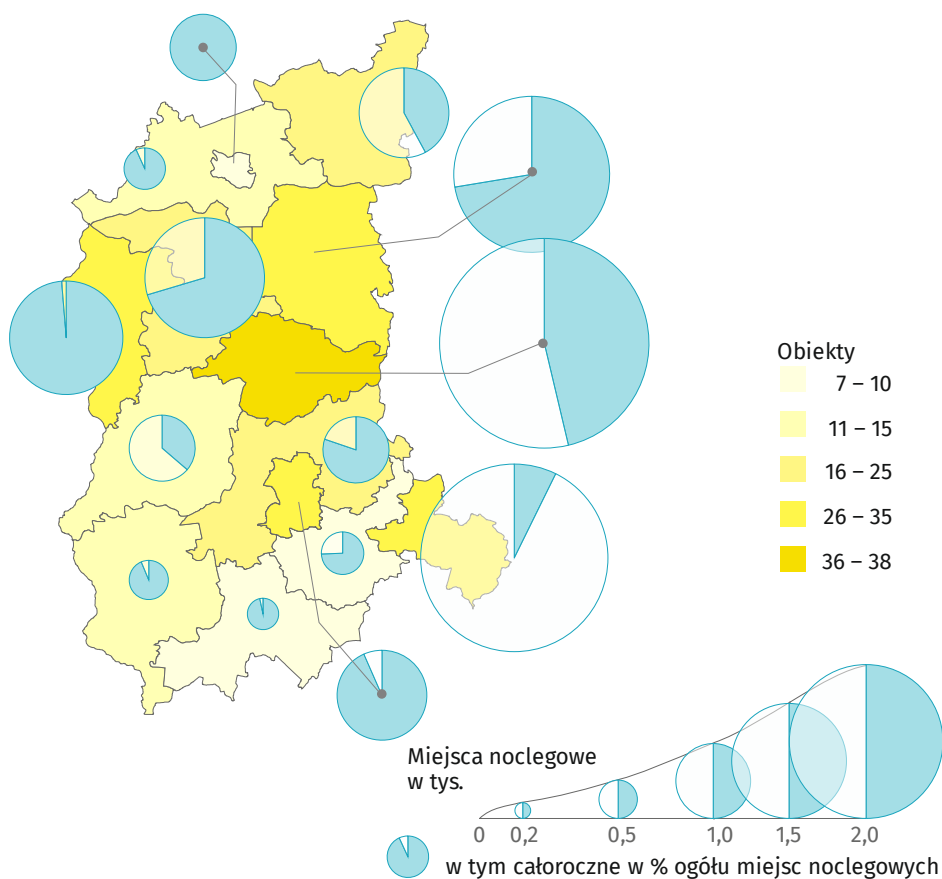 Obiekty
7 – 10
11 – 15
16 – 25
26 – 35
36 – 38
Miejsca noclegowe
w tys.
0 0,2 0,5 1,0 1,5 2,0
w tym całoroczne w % ogółu miejsc noclegowych